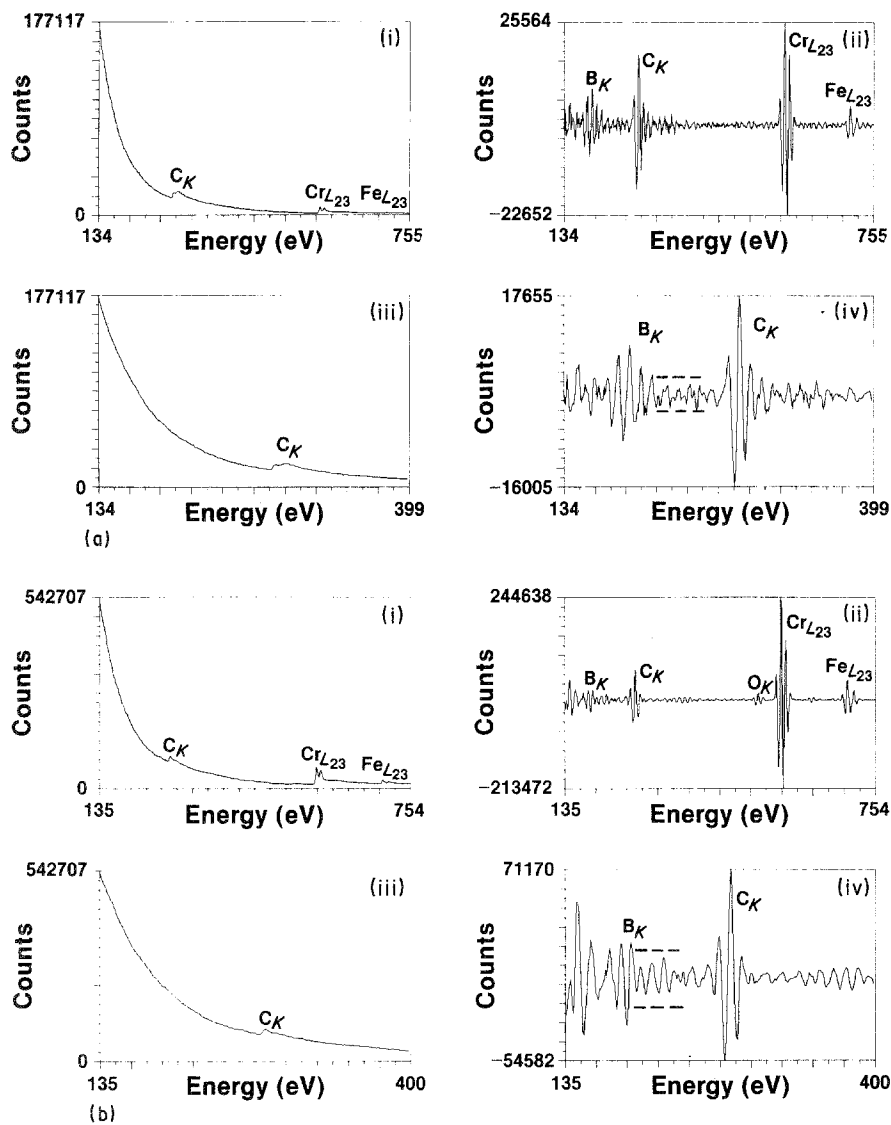 177117
(i)
Counts
C_K
Cr_L23 Fe_L23
0
134
755
Energy (eV)
25564
(ii)
Cr_L23
C_K
B_K
Fe_L23
Counts
−22652
134
755
Energy (eV)
177117
(iii)
Counts
C_K
0
134
399
Energy (eV)
(a)
17655
(iv)
B_K
C_K
Counts
−16005
134
399
Energy (eV)
542707
(i)
Counts
C_K
Cr_L23
Fe_L23
0
135
754
Energy (eV)
244638
(ii)
Cr_L23
B_K
C_K
O_K
Fe_L23
Counts
−213472
135
754
Energy (eV)
542707
(iii)
Counts
C_K
0
135
400
Energy (eV)
(b)
71170
(iv)
C_K
B_K
Counts
−54582
135
400
Energy (eV)